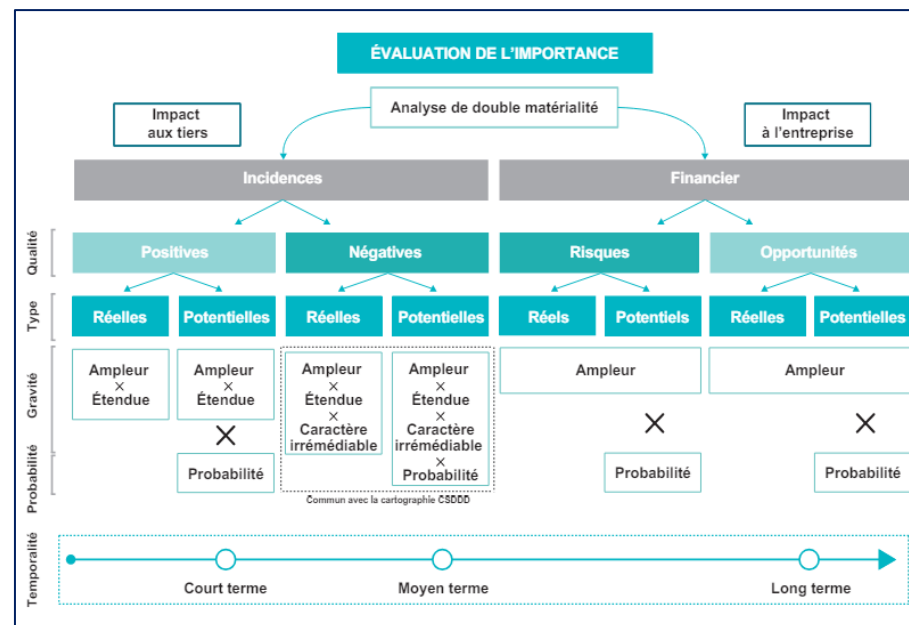 ÉVALUATION DE L'IMPORTANCE
Analyse de double matérialité
Impact
aux tiers
Impact
à l'entreprise
Incidences
Financier
Qualité
Positives
Négatives
Risques
Opportunités
Type
Réelles
Potentielles
Réelles
Potentielles
Réels
Potentiels
Réelles
Potentielles
Gravité
Ampleur
×
Étendue
Ampleur
×
Étendue
×
Probabilité
Ampleur
×
Étendue
×
Caractère
irrémédiable
Ampleur
×
Étendue
×
Caractère
irrémédiable
×
Probabilité
Ampleur
×
Probabilité
Ampleur
×
Probabilité
Probabilité
Commun avec la cartographie CSDDD
Temporalité
Court terme
Moyen terme
Long terme